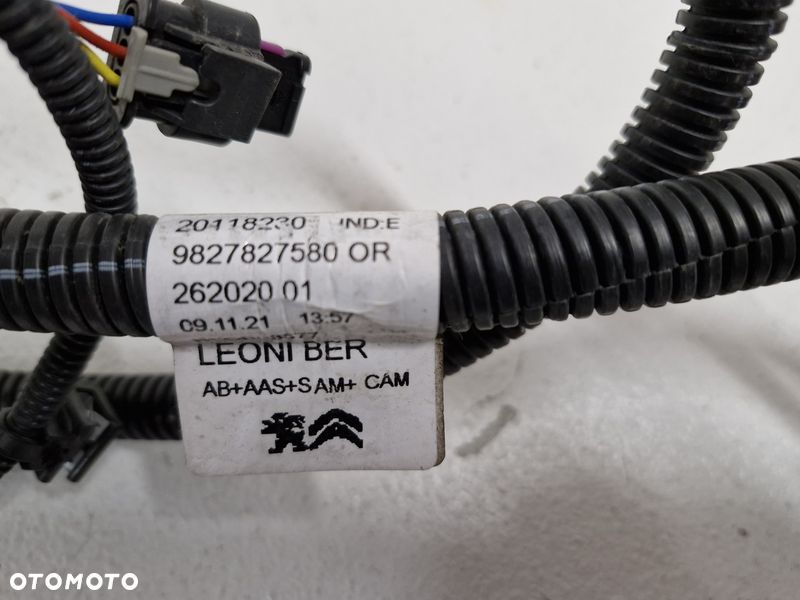 20118230 IND:E
9827827580 OR
262020 01
09.11.21 13:57
LEONI BER
AB+AAS+SAM+ CAM
OTOMOTO